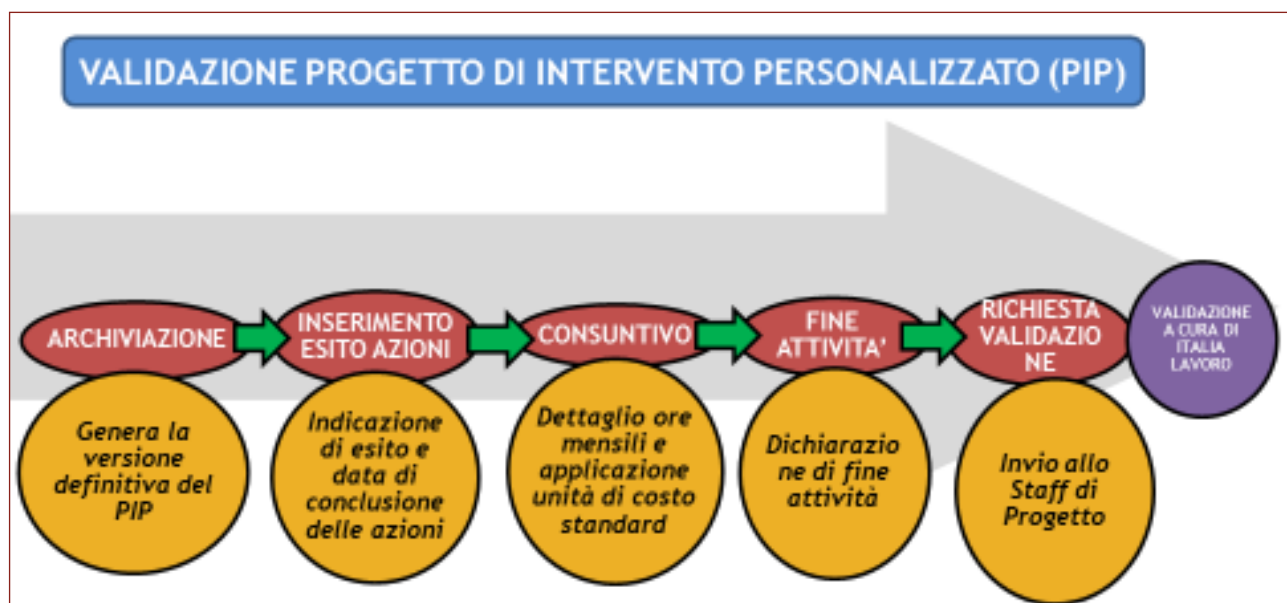 VALIDAZIONE PROGETTO DI INTERVENTO PERSONALIZZATO (PIP)
ARCHIVIAZIONE
Genera la
versione
definitiva del
PIP
INSERIMENTO
ESITO AZIONI
Indicazione
di esito e
data di
conclusione
delle azioni
CONSUNTIVO
Dettaglio ore
mensili e
applicazione
unità di costo
standard
FINE
ATTIVITA'
Dichiarazio
ne di fine
attività
RICHIESTA
VALIDAZIO
NE
Invio allo
Staff di
Progetto
VALIDAZIONE
A CURA DI
ITALIA
LAVORO